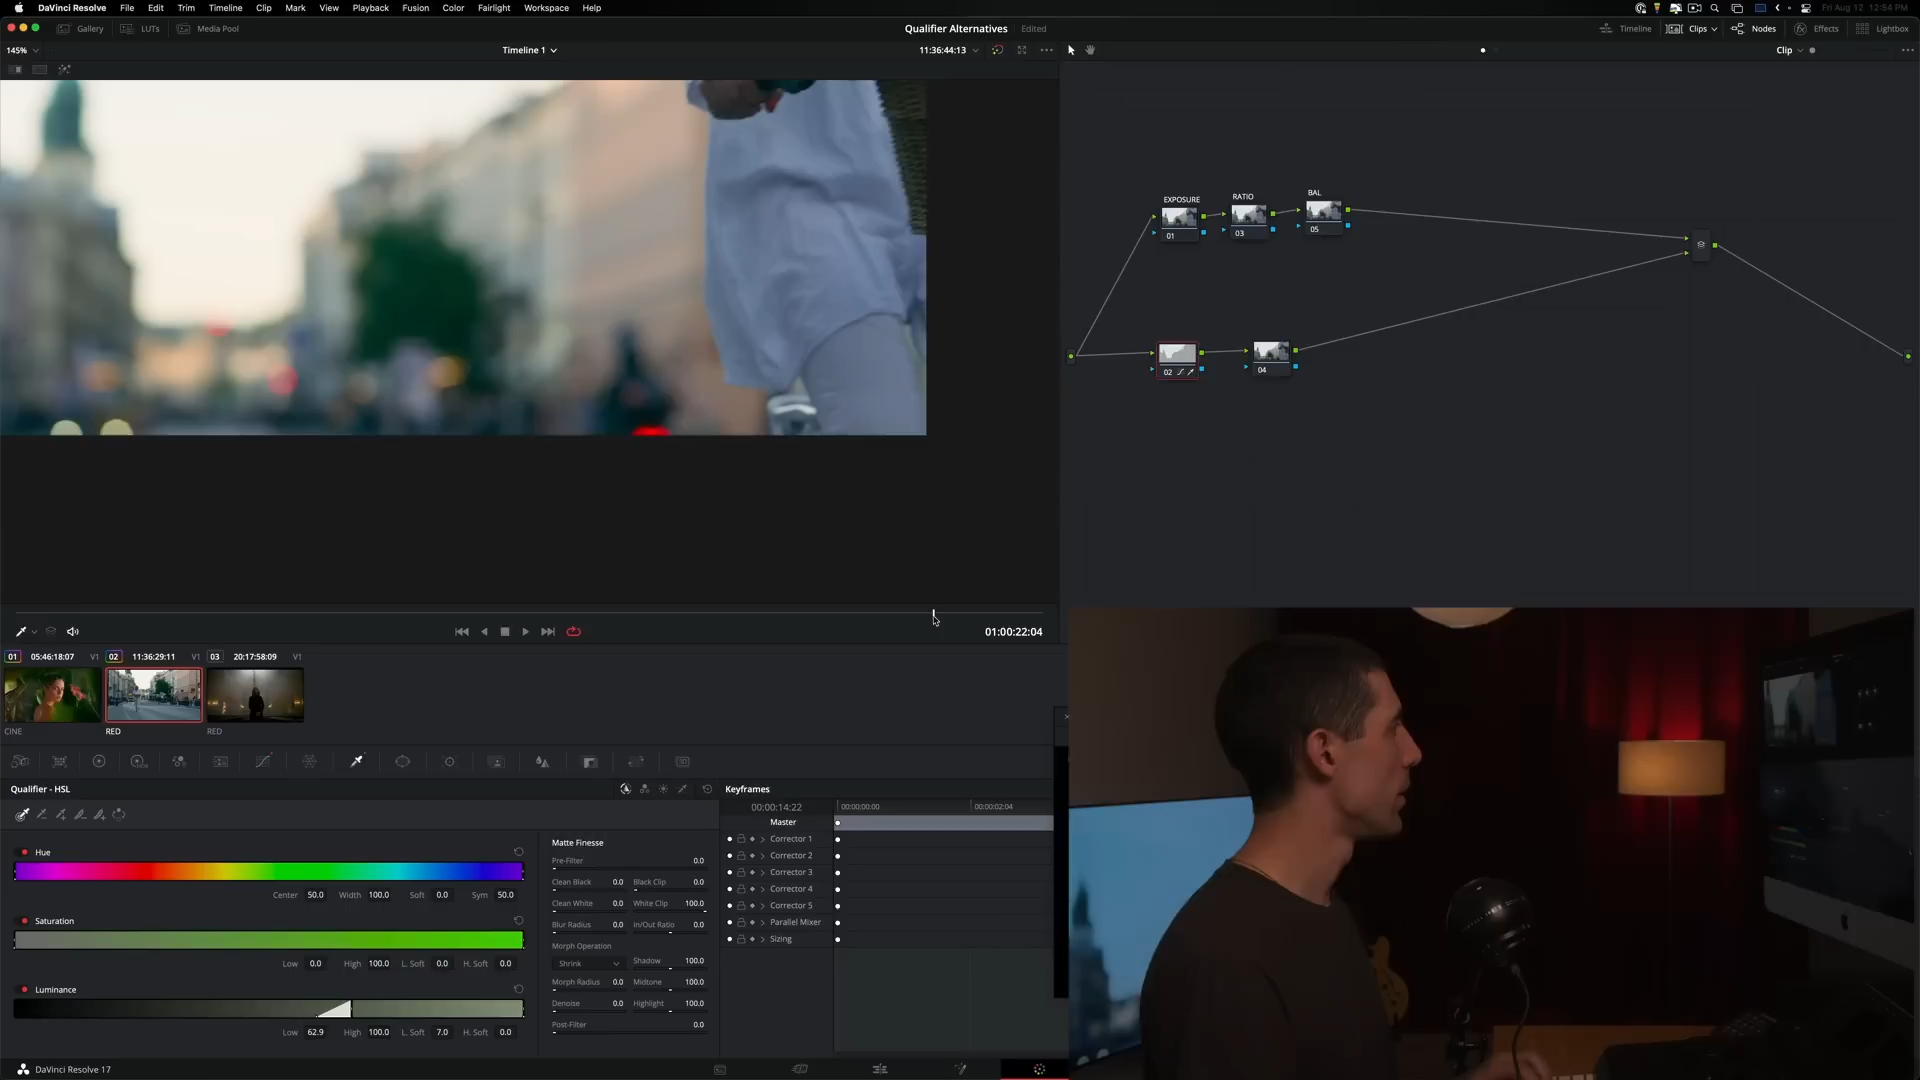 DaVinci Resolve File Edit Trim Timeline Clip Mark View Playback Fusion Color Fairlight Workspace Help Fri Aug 12 12:54 PM
Gallery LUTs Media Pool Qualifier Alternatives Edited Timeline Clips Nodes Effects Lightbox
145% Timeline 1 11:36:44:13 Clip
EXPOSURE RATIO BAL
01 03 05
02 04
01:00:22:04
01 05:46:18:07 V1 02 11:36:29:11 V1 03 20:17:58:09 V1
CINE RED RED
Qualifier - HSL
Hue
Center 50.0 Width 100.0 Soft 0.0 Sym 50.0
Saturation
Low 0.0 High 100.0 L. Soft 0.0 H. Soft 0.0
Luminance
Low 62.9 High 100.0 L. Soft 7.0 H. Soft 0.0
Matte Finesse
Pre-Filter 0.0
Clean Black 0.0 Black Clip 0.0
Clean White 0.0 White Clip 100.0
Blur Radius 0.0 In/Out Ratio 0.0
Morph Operation
Shrink Shadow 100.0
Morph Radius 0.0 Midtone 100.0
Denoise 0.0 Highlight 100.0
Post-Filter 0.0
Keyframes
00:00:14:22 00:00:00:00 00:00:02:04
Master
Corrector 1
Corrector 2
Corrector 3
Corrector 4
Corrector 5
Parallel Mixer
Sizing
DaVinci Resolve 17